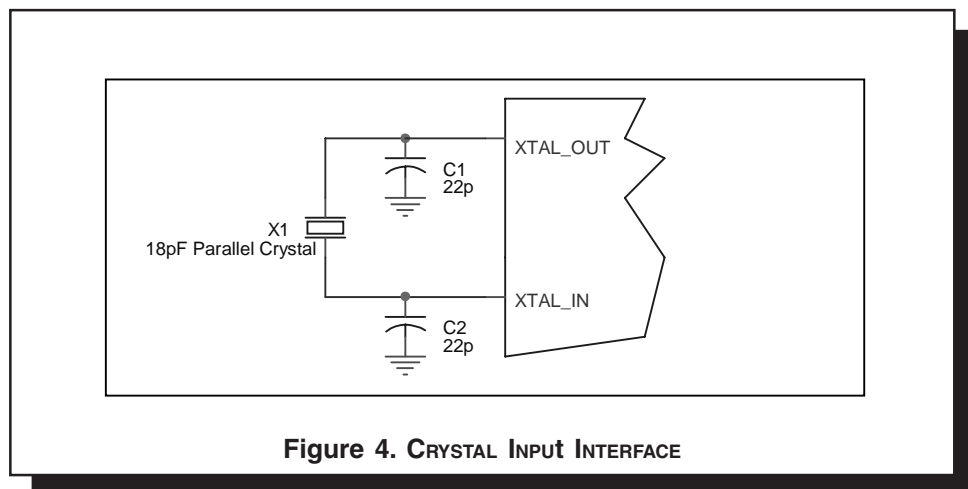 XTAL_OUT
C1
22p
X1
18pF Parallel Crystal
XTAL_IN
C2
22p
Figure 4. CRYSTAL INPUt INTERFACE